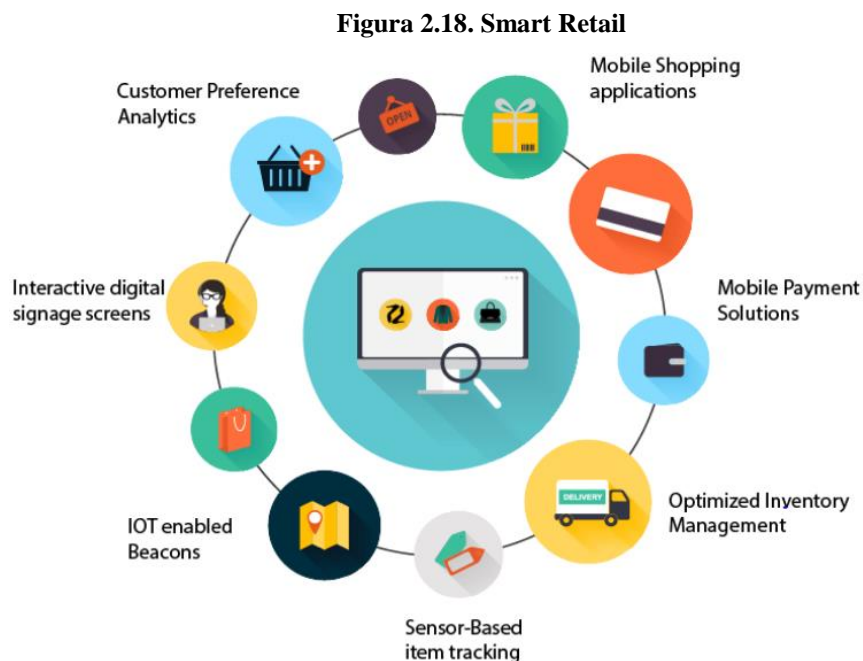 Figura 2.18. Smart Retail
Mobile Shopping
applications
Customer Preference
Analytics
OPEN
Interactive digital
signage screens
Mobile Payment
Solutions
DELIVERY
Optimized Inventory
Management
IOT enabled
Beacons
Sensor-Based
item tracking